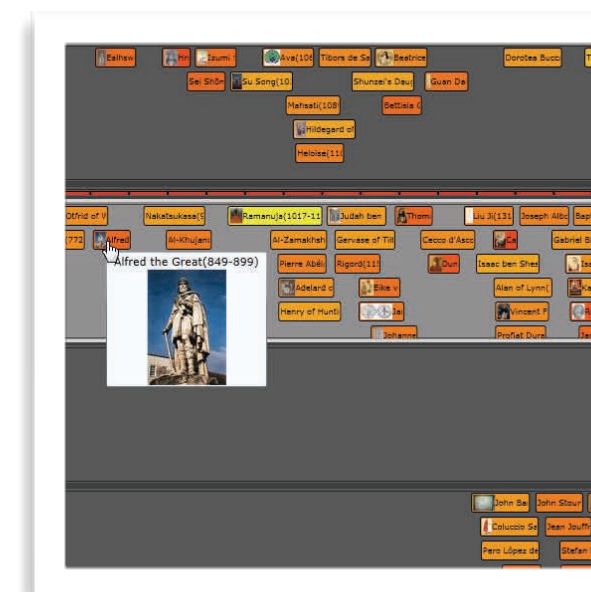 Ealhsw
Izumi
Ava(106
Tibors de Sa
Beatrice
Dorotea Bucc
T
Sei Shōn
Su Song(10
Shunzei's Daug
Guan Da
Mahsati(108
Bettisia
Hildegard of
Heloise(11
Otfrid of V
Nakatsukasa(9
Ramanuja(1017-11
Judah ben
Thom
Liu Ji(131
Joseph Albo
Bap
(772
Alfred
Al-Khujan
Al-Zamakhsh
Gervase of Til
Cecco d'Asco
Ca
Gabriel B
Alfred the Great(849-899)
Pierre Abél
Rigord(11
Dun
Isaac ben Shes
Isa
Adelard c
Eike v
Alan of Lynn(
Ka
Henry of Hunti
Ja
Vincent F
Johanne
Profiat Dura
Ja
John Ba
John Stour
Coluccio Sa
Jean Jouffr
Pero López de
Stefan